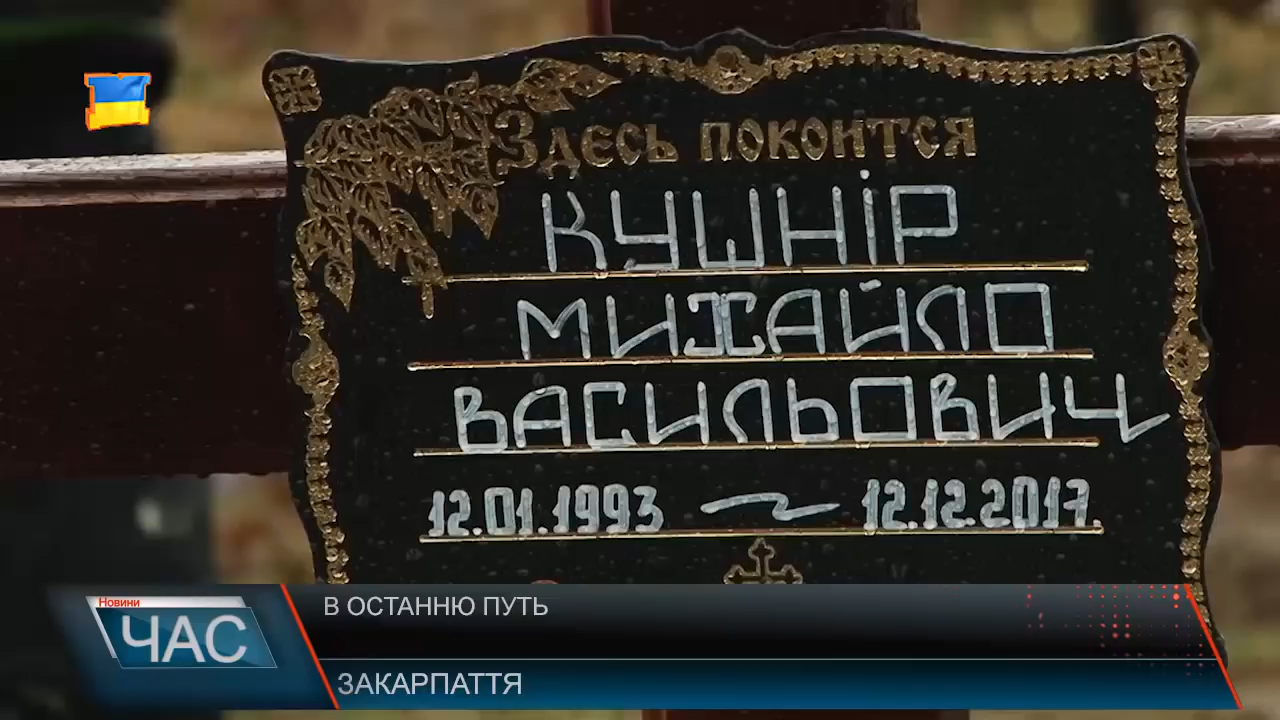 Здесь покоится
КУШНІР
МИХАЙЛО
ВАСИЛЬОВИЧ
12.01.1993 ~ 12.12.2017.
Новини
ЧАС
В ОСТАННЮ ПУТЬ
ЗАКАРПАТТЯ